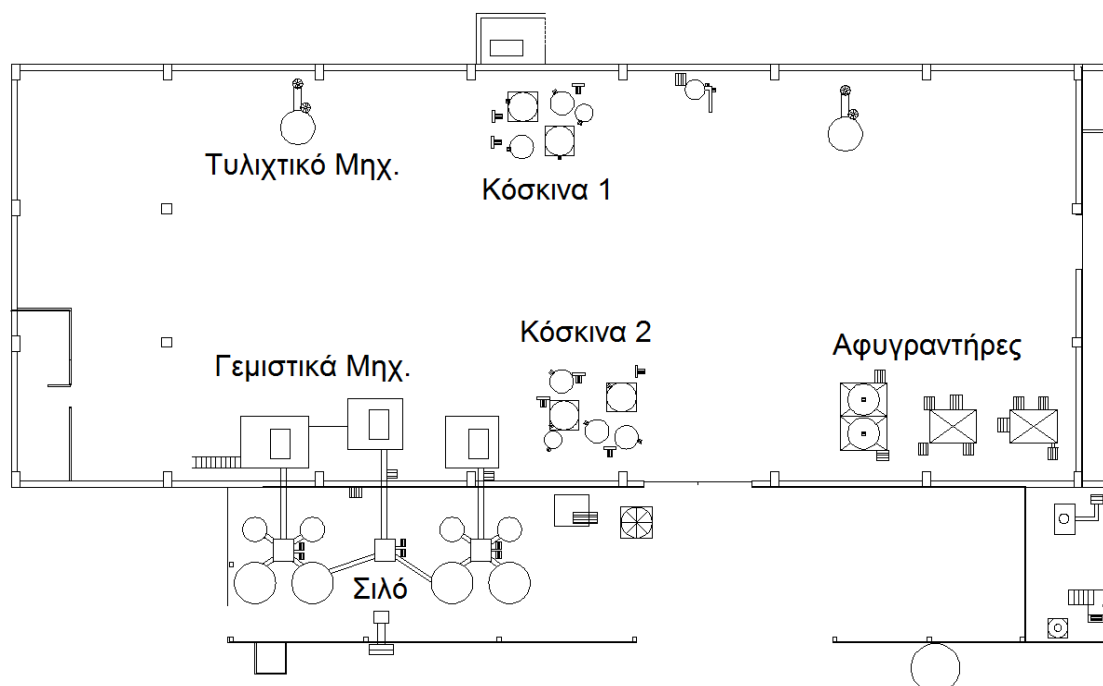 Τυλιχτικό Μηχ.
Κόσκινα 1
Κόσκινα 2
Αφυγραντήρες
Γεμιστικά Μηχ.
Σιλό